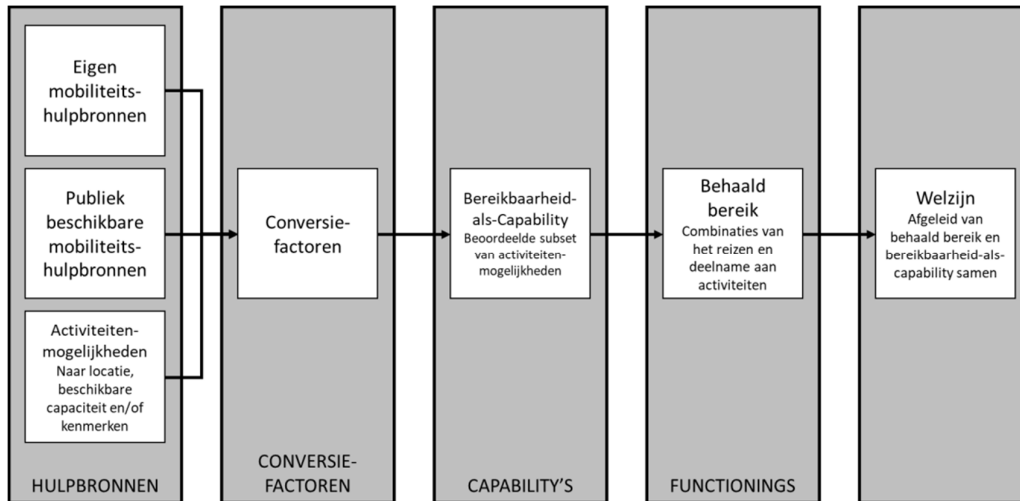 Eigen
mobiliteits-
hulpbronnen
Publiek
beschikbare
mobiliteits-
hulpbronnen
Activiteiten-
mogelijkheden
Naar locatie,
beschikbare
capaciteit en/of
kenmerken
HULPBRONNEN
Conversie-
factoren
CONVERSIE-
FACTOREN
Bereikbaarheid-
als-Capability
Beoordeelde subset
van activiteiten-
mogelijkheden
CAPABILITY'S
Behaald
bereik
Combinaties van
het reizen en
deelname aan
activiteiten
FUNCTIONINGS
Welzijn
Afgeleid van
behaald bereik en
bereikbaarheid-als-
capability samen